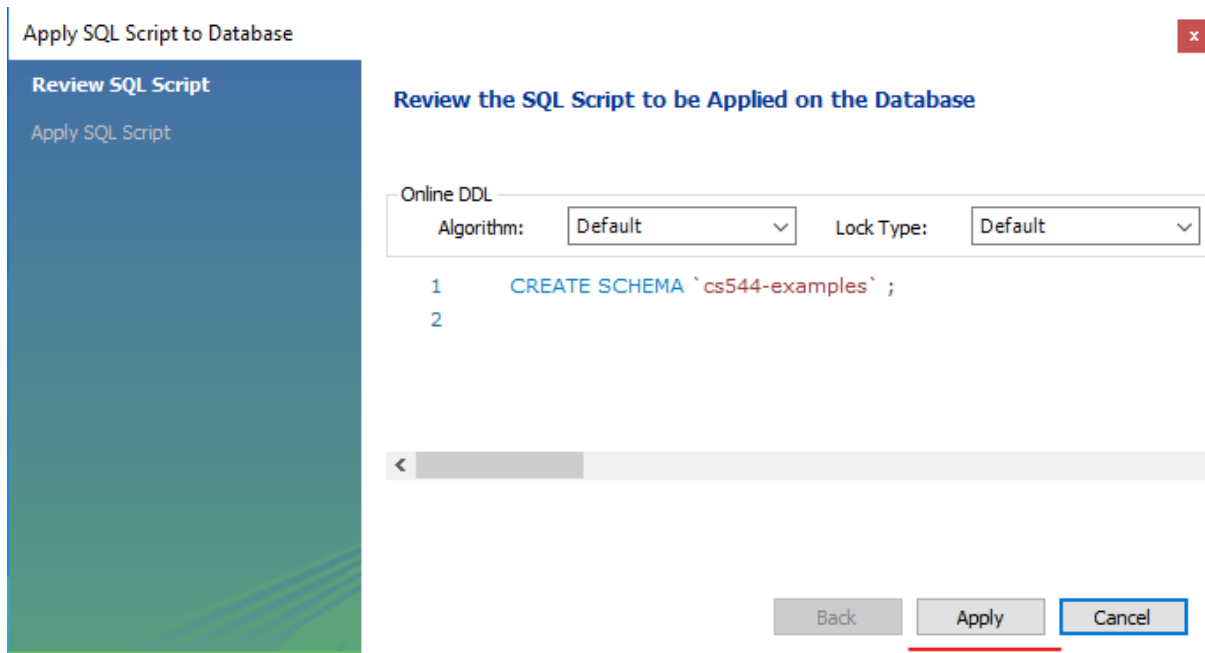 Apply SQL Script to Database
x
Review SQL Script
Apply SQL Script
Review the SQL Script to be Applied on the Database
Online DDL
Algorithm: Default Lock Type: Default
1 CREATE SCHEMA `cs544-examples` ;
2
Back Apply Cancel